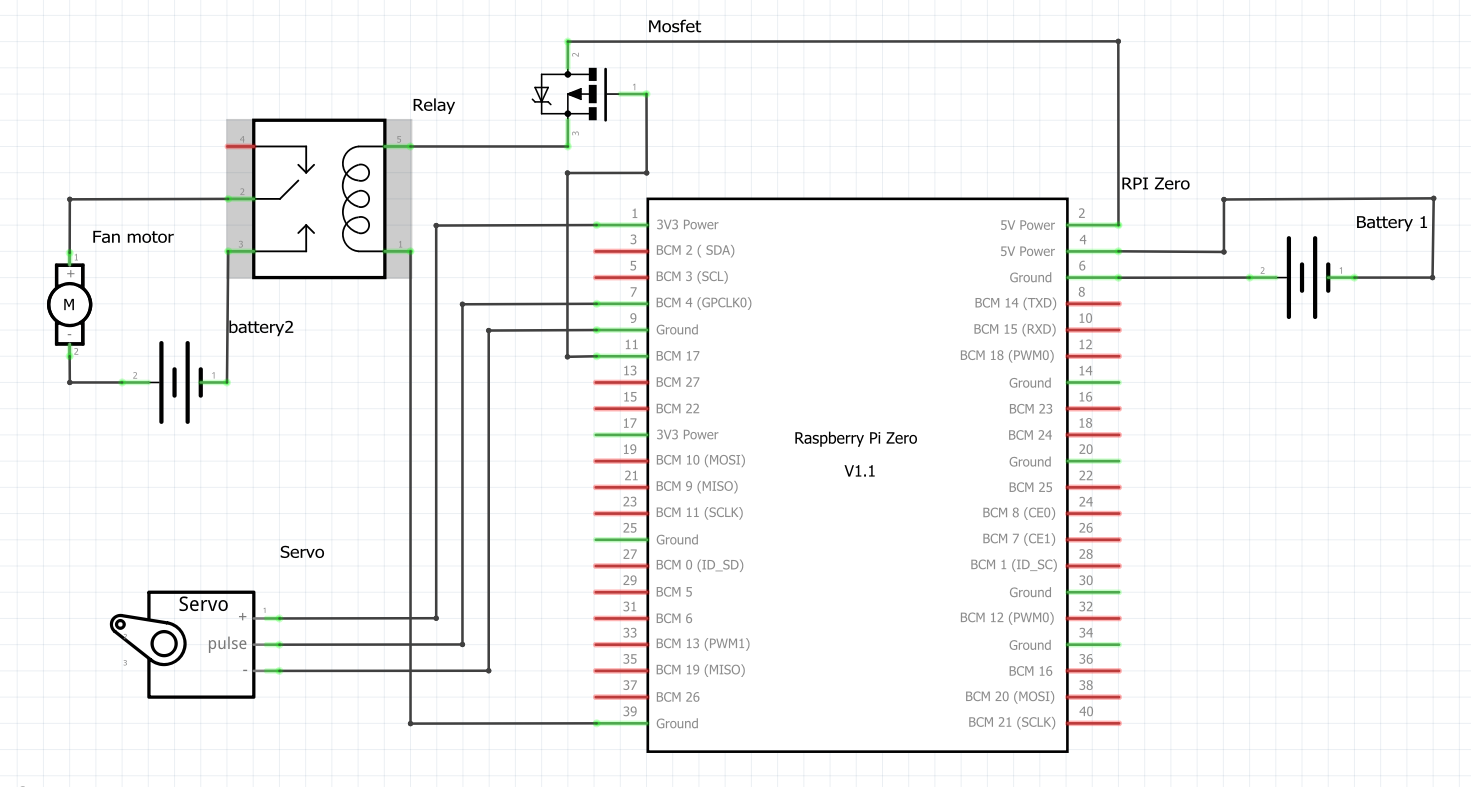 Mosfet
2
1
3
Relay
4
5
2
3
1
Fan motor
1
+
M
-
2
battery2
2
1
RPI Zero
Battery 1
2
1
1 3V3 Power
3 BCM 2 ( SDA)
5 BCM 3 (SCL)
7 BCM 4 (GPCLK0)
9 Ground
11 BCM 17
13 BCM 27
15 BCM 22
17 3V3 Power
19 BCM 10 (MOSI)
21 BCM 9 (MISO)
23 BCM 11 (SCLK)
25 Ground
27 BCM 0 (ID_SD)
29 BCM 5
31 BCM 6
33 BCM 13 (PWM1)
35 BCM 19 (MISO)
37 BCM 26
39 Ground
Raspberry Pi Zero
V1.1
5V Power 2
5V Power 4
Ground 6
BCM 14 (TXD) 8
BCM 15 (RXD) 10
BCM 18 (PWM0) 12
Ground 14
BCM 23 16
BCM 24 18
Ground 20
BCM 25 22
BCM 8 (CE0) 24
BCM 7 (CE1) 26
BCM 1 (ID_SC) 28
Ground 30
BCM 12 (PWM0) 32
Ground 34
BCM 16 36
BCM 20 (MOSI) 38
BCM 21 (SCLK) 40
Servo
Servo
+
1
pulse
-
3